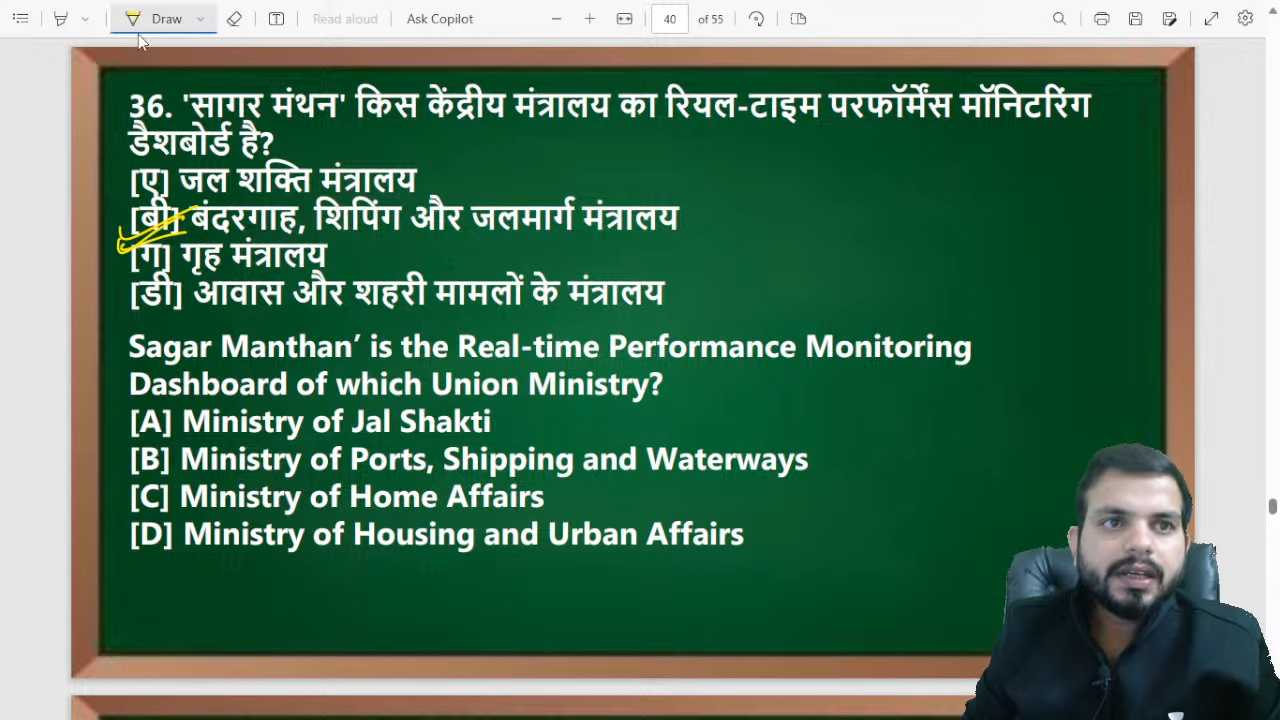 Draw
Read aloud
Ask Copilot
40
of 55
36. 'सागर मंथन' किस केंद्रीय मंत्रालय का रियल-टाइम परफॉर्मेंस मॉनिटरिंग
डैशबोर्ड है?
[ए] जल शक्ति मंत्रालय
[बी] बंदरगाह, शिपिंग और जलमार्ग मंत्रालय
[ग] गृह मंत्रालय
[डी] आवास और शहरी मामलों के मंत्रालय
Sagar Manthan’ is the Real-time Performance Monitoring
Dashboard of which Union Ministry?
[A] Ministry of Jal Shakti
[B] Ministry of Ports, Shipping and Waterways
[C] Ministry of Home Affairs
[D] Ministry of Housing and Urban Affairs